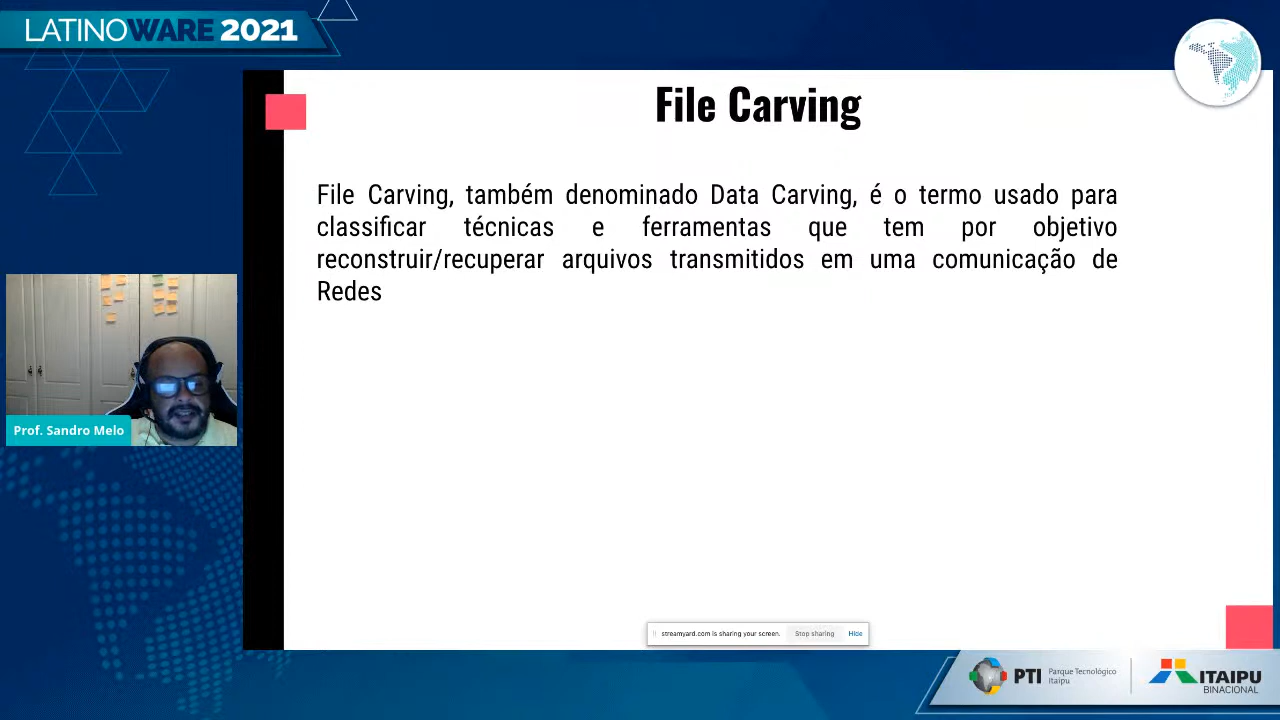 LATINOWARE 2021
File Carving
File Carving, também denominado Data Carving, é o termo usado para
classificar técnicas e ferramentas que tem por objetivo
reconstruir/recuperar arquivos transmitidos em uma comunicação de
Redes
Prof. Sandro Melo
streamyard.com is sharing your screen. Stop sharing Hide
PTI Parque Tecnológico
Itaipu
ITAIPU
BINACIONAL